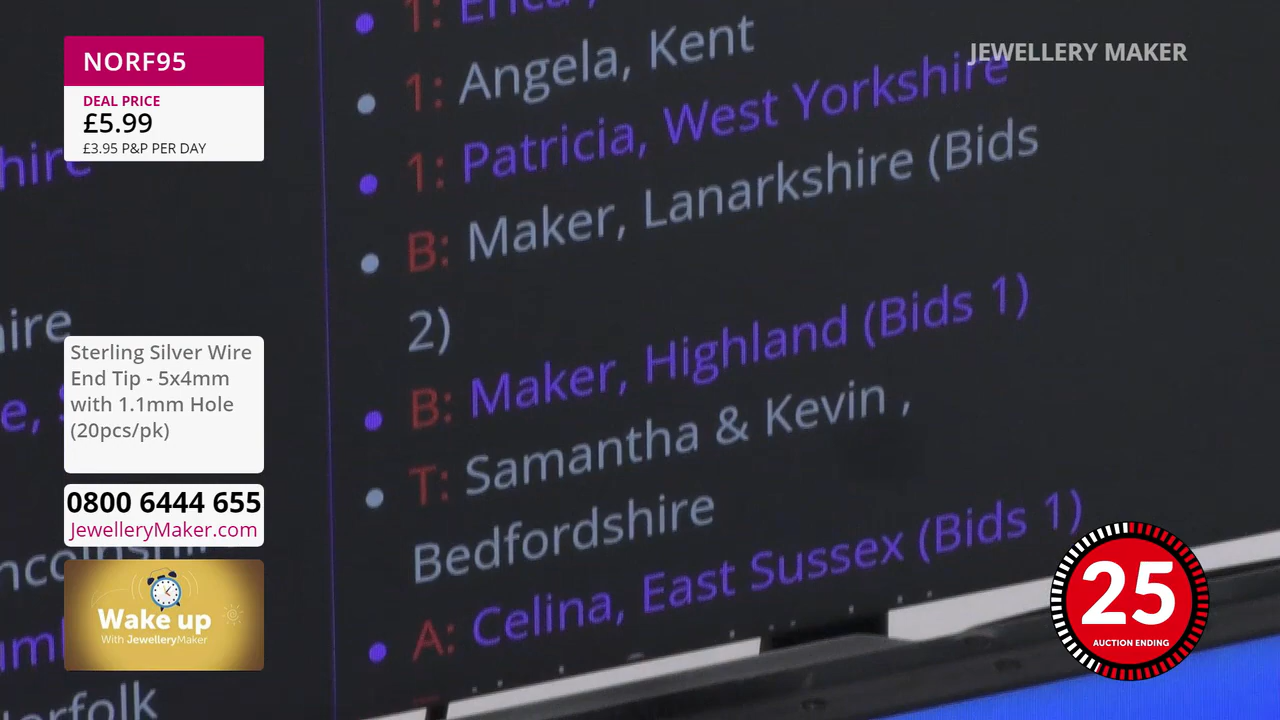 NORF95
DEAL PRICE
£5.99
£3.95 P&P PER DAY
JEWELLERY MAKER
1: Erica,
1: Angela, Kent
1: Patricia, West Yorkshire
B: Maker, Lanarkshire (Bids
2)
B: Maker, Highland (Bids 1)
T: Samantha & Kevin ,
Bedfordshire
A: Celina, East Sussex (Bids 1)
Sterling Silver Wire
End Tip - 5x4mm
with 1.1mm Hole
(20pcs/pk)
0800 6444 655
JewelleryMaker.com
Wake up
With JewelleryMaker
25
AUCTION ENDING